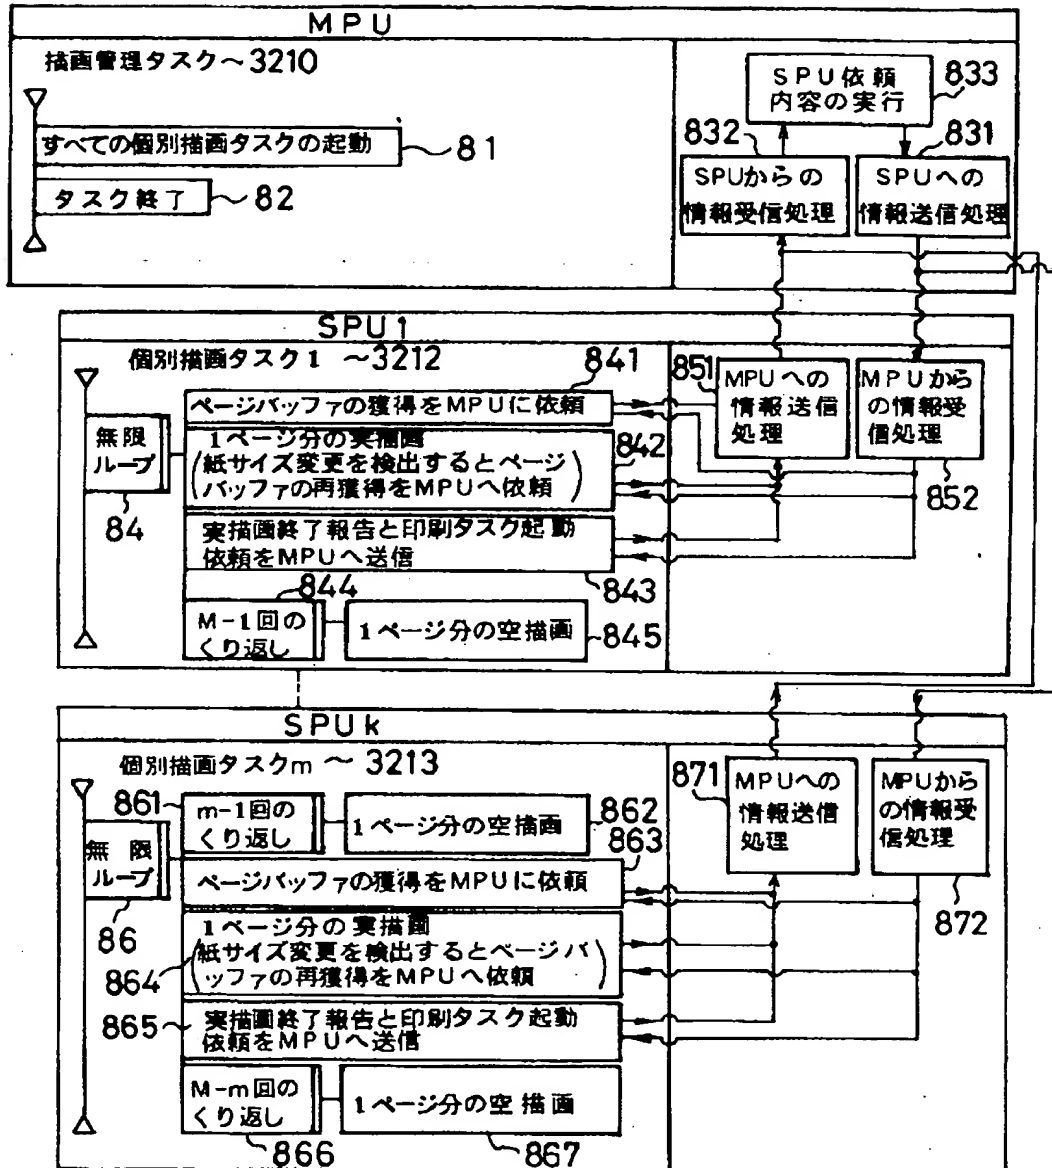 MPU
描画管理タスク~3210
すべての個別描画タスクの起動
81
タスク終了
82
SPU依頼
内容の実行
833
832
831
SPUからの
情報受信処理
SPUへの
情報送信処理
SPU1
個別描画タスク1 ~3212
無限
ループ
84
841
ページバッファの獲得をMPUに依頼
1ページ分の実描画
(紙サイズ変更を検出するとページ
バッファの再獲得をMPUへ依頼)
842
実描画終了報告と印刷タスク起動
依頼をMPUへ送信
843
844
M-1回の
くり返し
1ページ分の空描画
845
851
MPUへの
情報送信
処理
MPUから
の情報受
信処理
852
SPUk
個別描画タスクm ~3213
無限
ループ
86
861
m-1回の
くり返し
1ページ分の空描画
862
863
ページバッファの獲得をMPUに依頼
1ページ分の実描画
(紙サイズ変更を検出するとページバ
ッファの再獲得をMPUへ依頼)
864
865
実描画終了報告と印刷タスク起動
依頼をMPUへ送信
M-m回の
くり返し
866
1ページ分の空描画
867
871
MPUへの
情報送信
処理
MPUから
の情報受
信処理
872